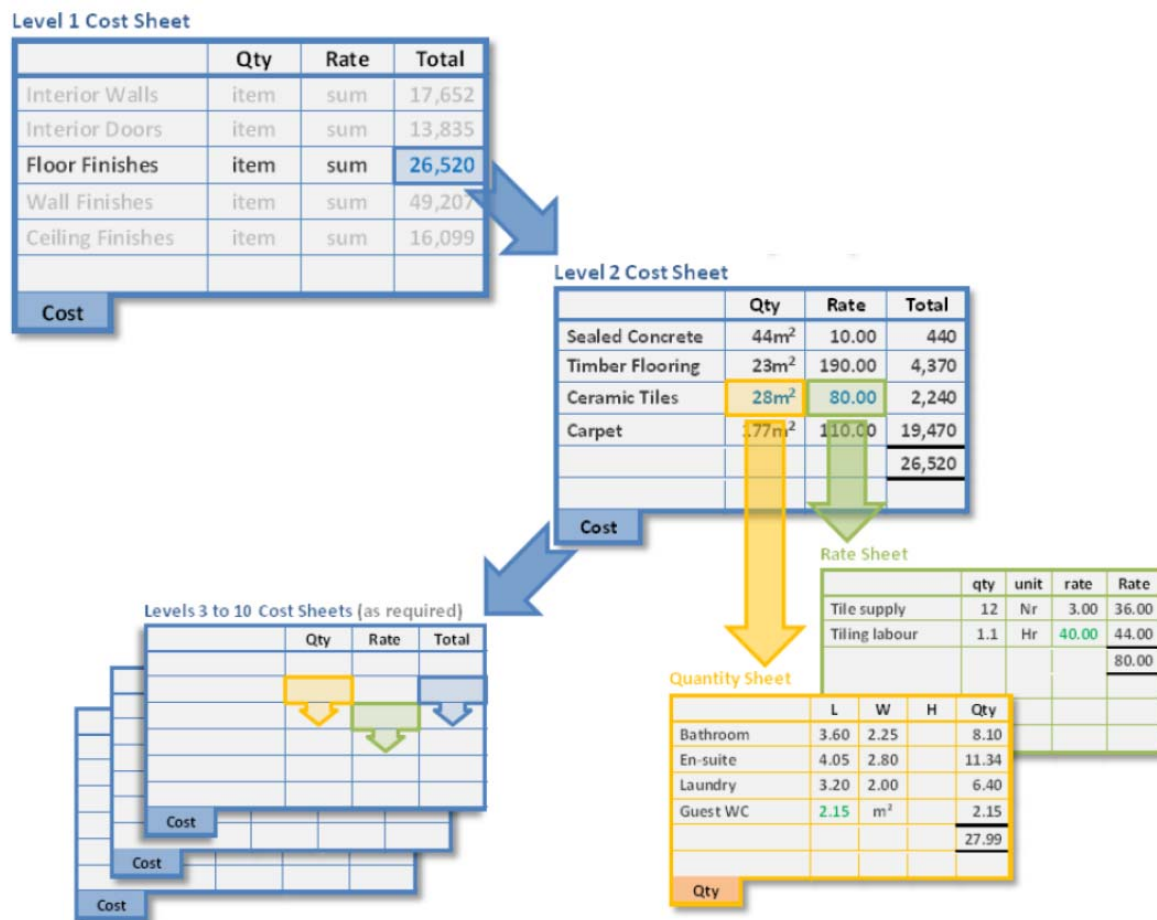 Level 1 Cost Sheet
Qty Rate Total
Interior Walls item sum 17,652
Interior Doors item sum 13,835
Floor Finishes item sum 26,520
Wall Finishes item sum 49,207
Ceiling Finishes item sum 16,099
Cost
Level 2 Cost Sheet
Qty Rate Total
Sealed Concrete 44m² 10.00 440
Timber Flooring 23m² 190.00 4,370
Ceramic Tiles 28m² 80.00 2,240
Carpet 177m² 110.00 19,470
26,520
Cost
Rate Sheet
qty unit rate Rate
Tile supply 12 Nr 3.00 36.00
Tiling labour 1.1 Hr 40.00 44.00
80.00
Levels 3 to 10 Cost Sheets (as required)
Qty Rate Total
Cost
Cost
Cost
Quantity Sheet
L W H Qty
Bathroom 3.60 2.25 8.10
En-suite 4.05 2.80 11.34
Laundry 3.20 2.00 6.40
Guest WC 2.15 m² 2.15
27.99
Qty